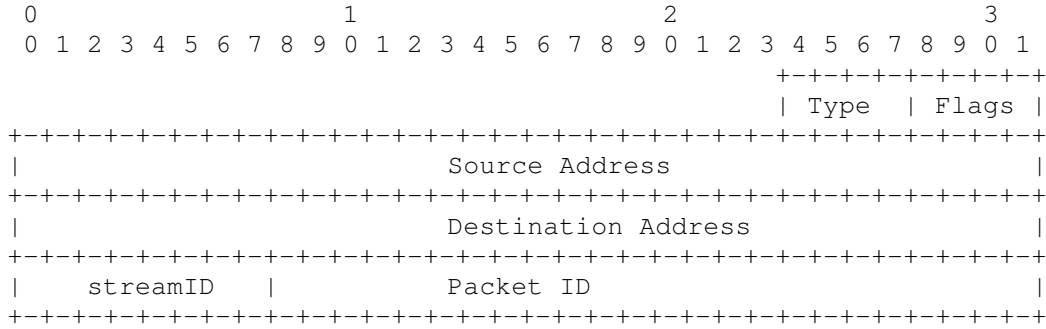 0                   1                   2                   3
 0 1 2 3 4 5 6 7 8 9 0 1 2 3 4 5 6 7 8 9 0 1 2 3 4 5 6 7 8 9 0 1
                                                +-+-+-+-+-+-+-+-+
                                                | Type  | Flags |
+-+-+-+-+-+-+-+-+-+-+-+-+-+-+-+-+-+-+-+-+-+-+-+-+-+-+-+-+-+-+-+-+
|                          Source Address                       |
+-+-+-+-+-+-+-+-+-+-+-+-+-+-+-+-+-+-+-+-+-+-+-+-+-+-+-+-+-+-+-+-+
|                          Destination Address                  |
+-+-+-+-+-+-+-+-+-+-+-+-+-+-+-+-+-+-+-+-+-+-+-+-+-+-+-+-+-+-+-+-+
|    streamID   |          Packet ID                            |
+-+-+-+-+-+-+-+-+-+-+-+-+-+-+-+-+-+-+-+-+-+-+-+-+-+-+-+-+-+-+-+-+